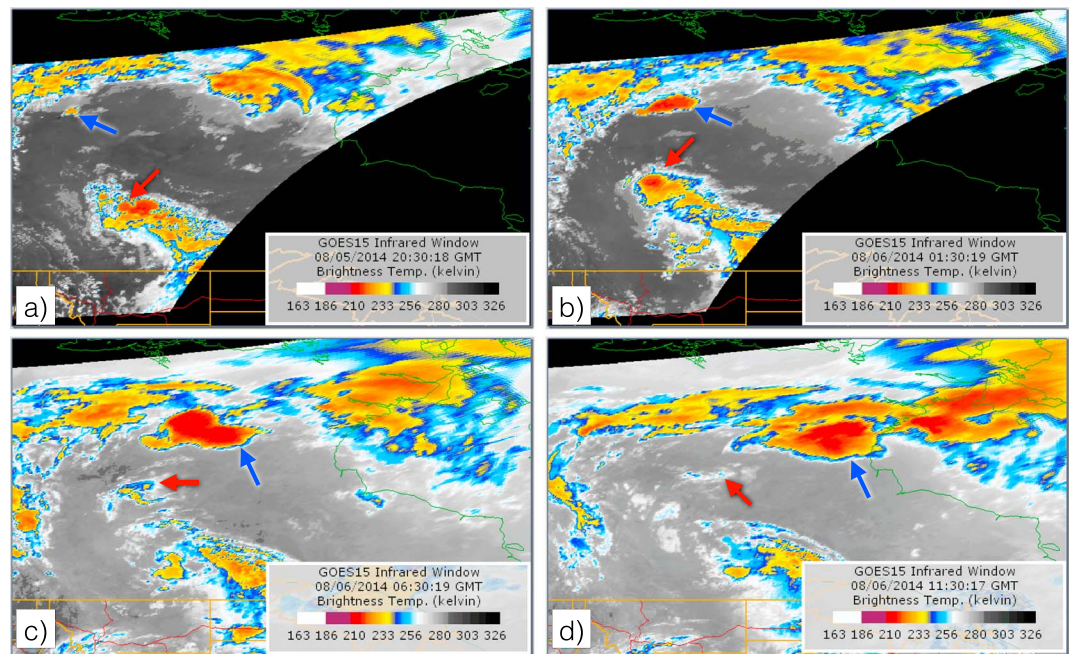 GOES15 Infrared Window
08/05/2014 20:30:18 GMT
Brightness Temp. (kelvin)
163 186 210 233 256 280 303 326
a)
GOES15 Infrared Window
08/06/2014 01:30:19 GMT
Brightness Temp. (kelvin)
163 186 210 233 256 280 303 326
b)
GOES15 Infrared Window
08/06/2014 06:30:19 GMT
Brightness Temp. (kelvin)
163 186 210 233 256 280 303 326
c)
GOES15 Infrared Window
08/06/2014 11:30:17 GMT
Brightness Temp. (kelvin)
163 186 210 233 256 280 303 326
d)